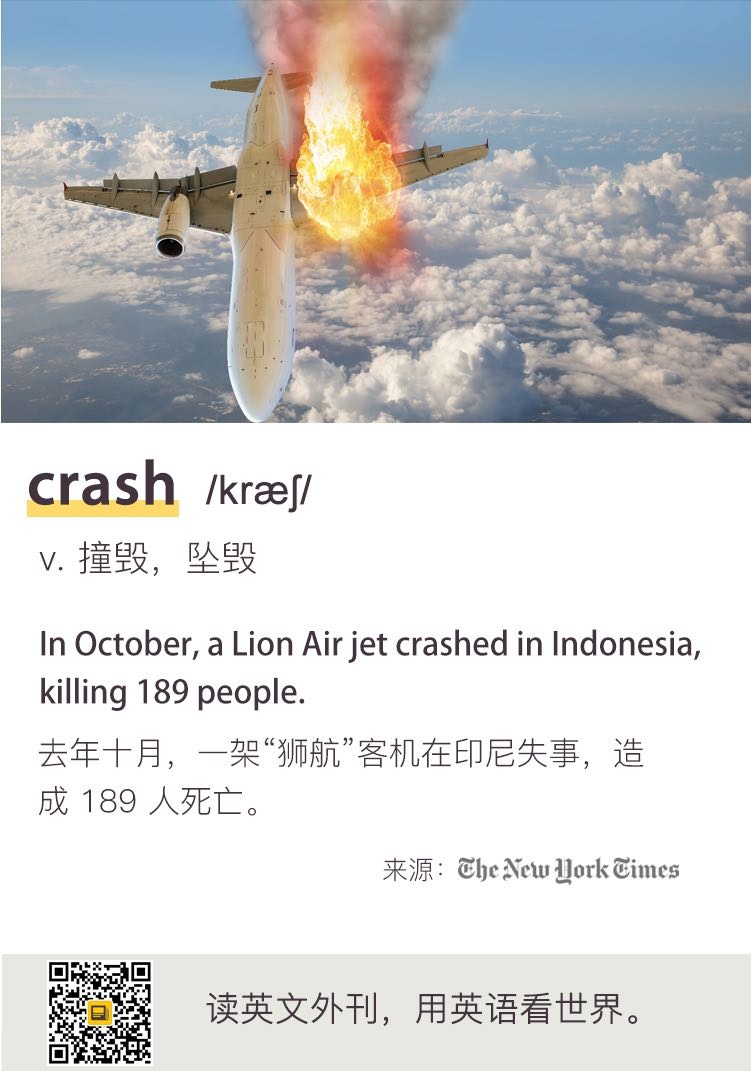 crash /kræʃ/
v. 撞毁，坠毁
In October, a Lion Air jet crashed in Indonesia,
killing 189 people.
去年十月，一架“狮航”客机在印尼失事，造
成 189 人死亡。
来源：The New York Times
读英文外刊，用英语看世界。